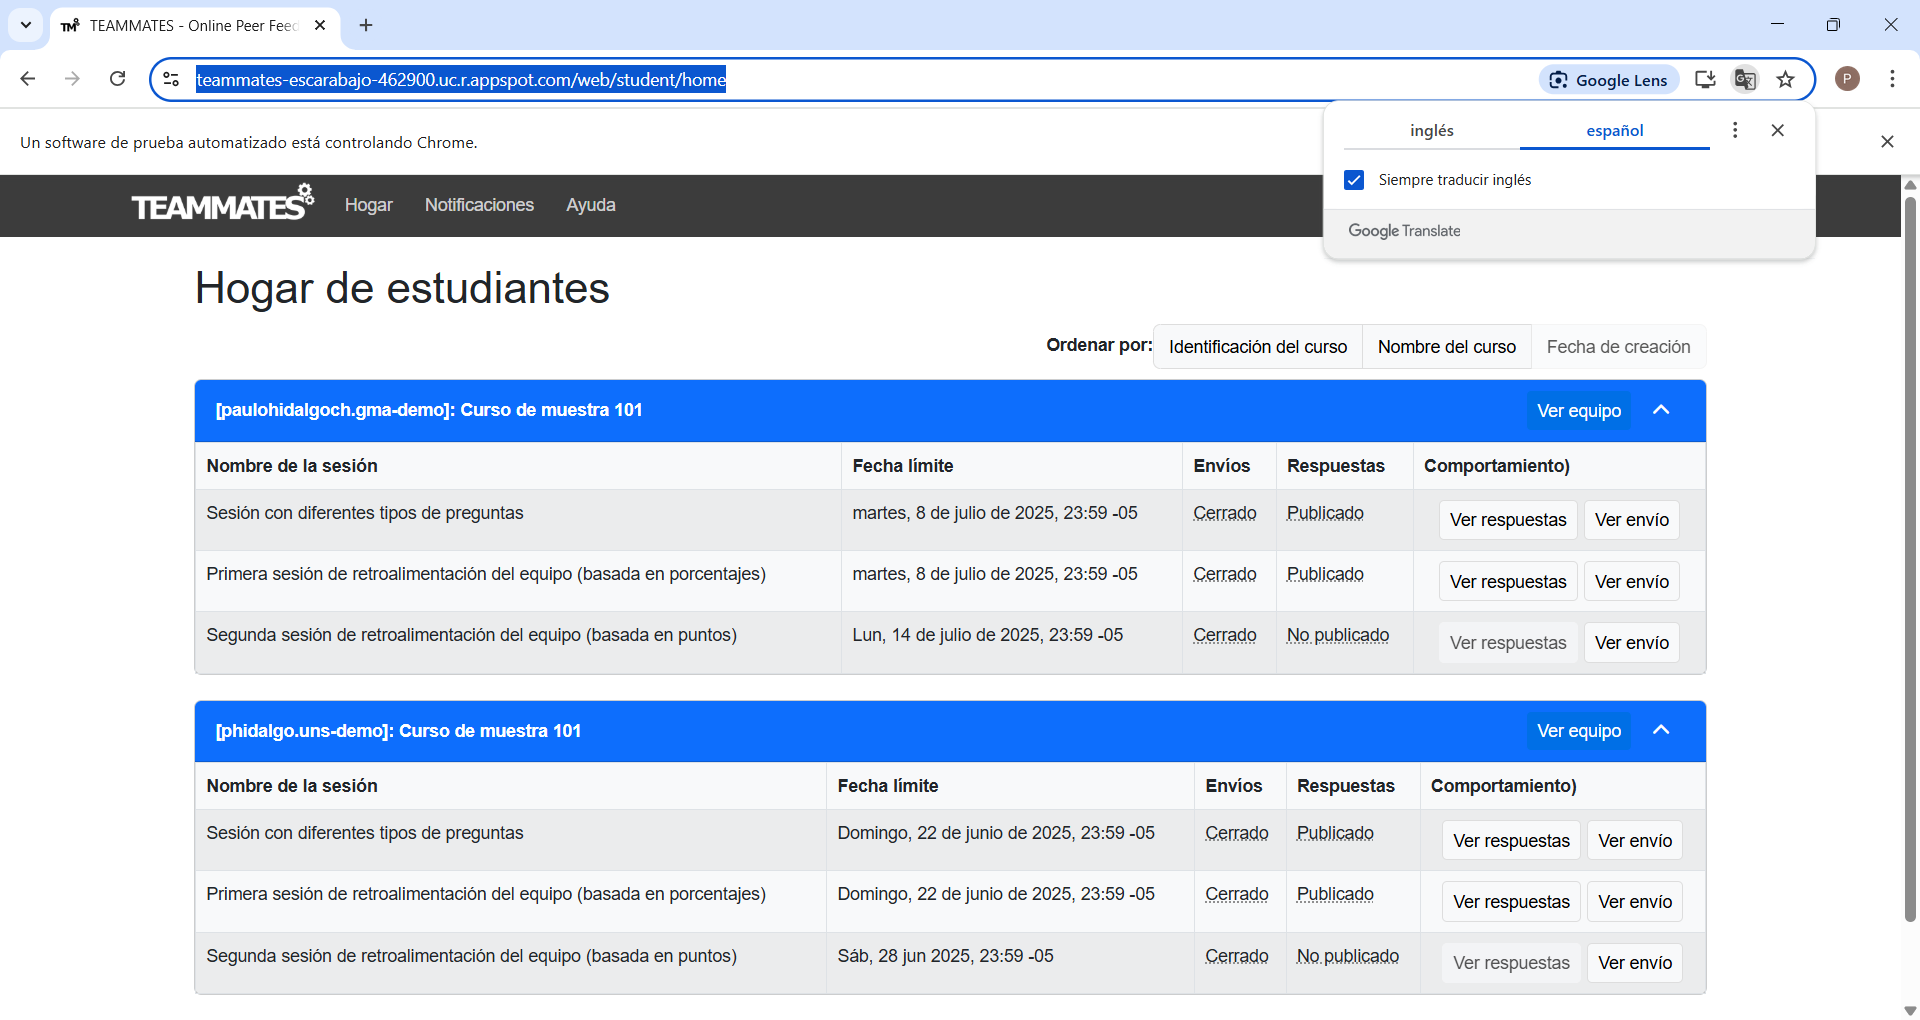 TEAMMATES - Online Peer Feed
teammates-escarabajo-462900.uc.r.appspot.com/web/student/home
Google Lens
P
inglés
español
Un software de prueba automatizado está controlando Chrome.
Siempre traducir inglés
Google Translate
TEAMMATES
Hogar
Notificaciones
Ayuda
Hogar de estudiantes
Ordenar por:
Identificación del curso
Nombre del curso
Fecha de creación
[paulohidalgoch.gma-demo]: Curso de muestra 101
Ver equipo
Nombre de la sesión
Fecha límite
Envíos
Respuestas
Comportamiento)
Sesión con diferentes tipos de preguntas
martes, 8 de julio de 2025, 23:59 -05
Cerrado
Publicado
Ver respuestas
Ver envío
Primera sesión de retroalimentación del equipo (basada en porcentajes)
martes, 8 de julio de 2025, 23:59 -05
Cerrado
Publicado
Ver respuestas
Ver envío
Segunda sesión de retroalimentación del equipo (basada en puntos)
Lun, 14 de julio de 2025, 23:59 -05
Cerrado
No publicado
Ver respuestas
Ver envío
[phidalgo.uns-demo]: Curso de muestra 101
Ver equipo
Nombre de la sesión
Fecha límite
Envíos
Respuestas
Comportamiento)
Sesión con diferentes tipos de preguntas
Domingo, 22 de junio de 2025, 23:59 -05
Cerrado
Publicado
Ver respuestas
Ver envío
Primera sesión de retroalimentación del equipo (basada en porcentajes)
Domingo, 22 de junio de 2025, 23:59 -05
Cerrado
Publicado
Ver respuestas
Ver envío
Segunda sesión de retroalimentación del equipo (basada en puntos)
Sáb, 28 jun 2025, 23:59 -05
Cerrado
No publicado
Ver respuestas
Ver envío